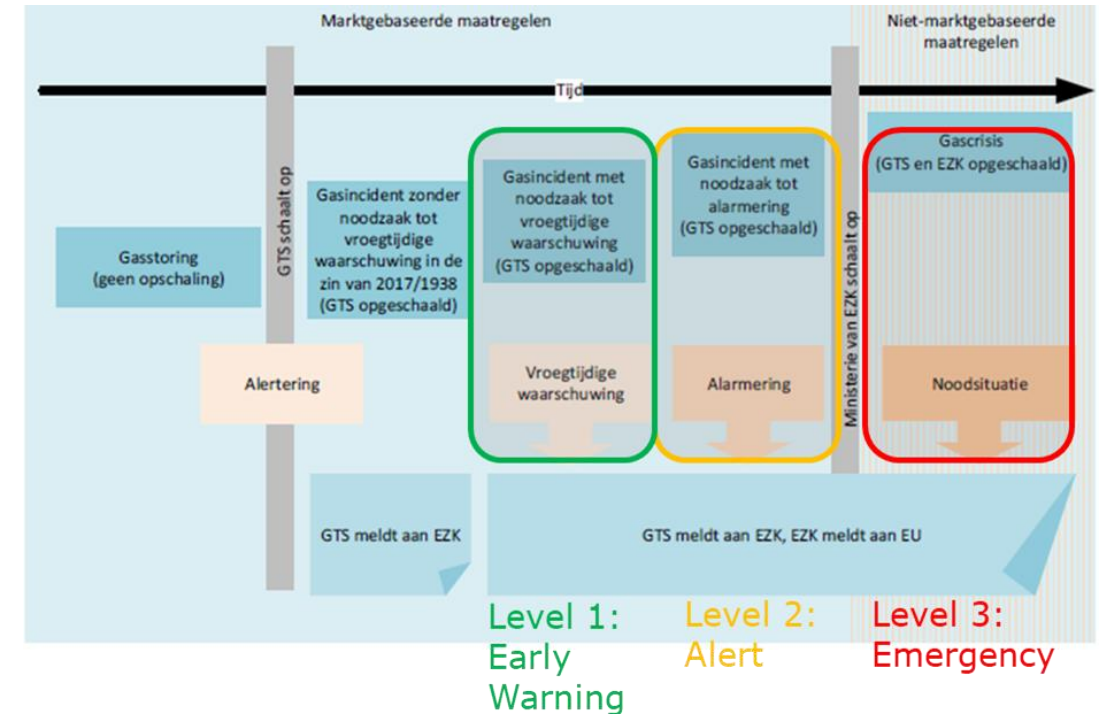 Marktgebaseerde maatregelen
Niet-marktgebaseerde
maatregelen
Tijd
Gasstoring
(geen opschaling)
GTS schaalt op
Gasincident zonder
noodzaak tot
vroegtijdige
waarschuwing in de
zin van 2017/1938
(GTS opgeschaald)
Gasincident met
noodzaak tot
vroegtijdige
waarschuwing
(GTS opgeschaald)
Gasincident met
noodzaak tot
alarmering
(GTS opgeschaald)
Ministerie van EZK schaalt op
Gascrisis
(GTS en EZK opgeschaald)
Alertering
Vroegtijdige
waarschuwing
Alarmering
Noodsituatie
GTS meldt aan EZK
GTS meldt aan EZK, EZK meldt aan EU
Level 1:
Early
Warning
Level 2:
Alert
Level 3:
Emergency